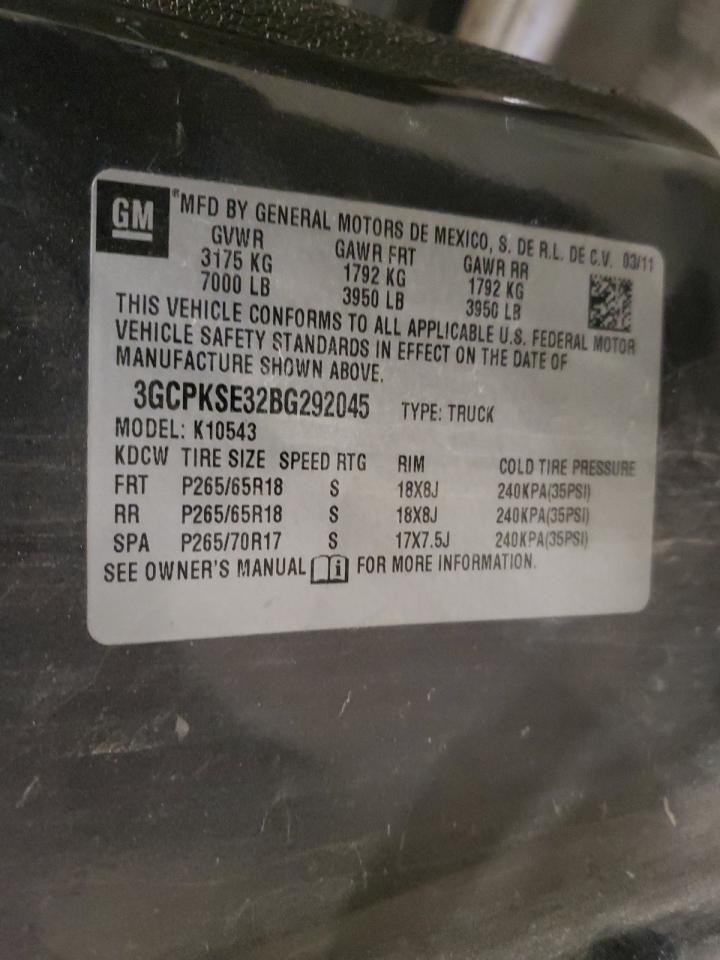 GM
®MFD BY GENERAL MOTORS DE MEXICO, S. DE R.L. DE C.V. 03/11
GVWR GAWR FRT GAWR RR
3175 KG 1792 KG 1792 KG
7000 LB 3950 LB 3950 LB
THIS VEHICLE CONFORMS TO ALL APPLICABLE U.S. FEDERAL MOTOR
VEHICLE SAFETY STANDARDS IN EFFECT ON THE DATE OF
MANUFACTURE SHOWN ABOVE.
3GCPKSE32BG292045 TYPE: TRUCK
MODEL: K10543
KDCW TIRE SIZE SPEED RTG RIM COLD TIRE PRESSURE
FRT P265/65R18 S 18X8J 240KPA(35PSI)
RR P265/65R18 S 18X8J 240KPA(35PSI)
SPA P265/70R17 S 17X7.5J 240KPA(35PSI)
SEE OWNER'S MANUAL i FOR MORE INFORMATION.